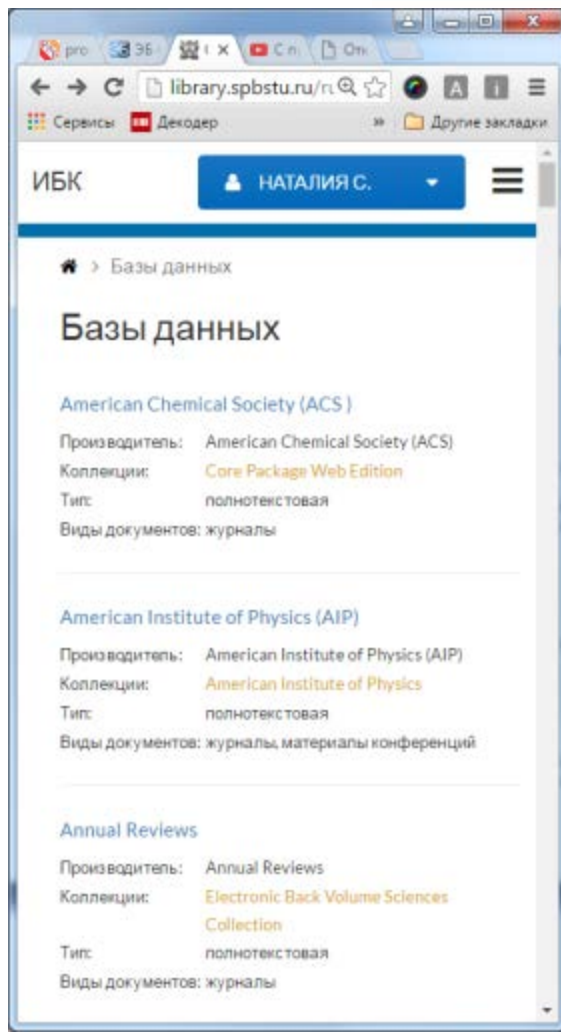 pro
ЭБ
С п
От
library.spbstu.ru/ru
А
i
Сервисы
Декодер
»
Другие закладки
ИБК
НАТАЛИЯ С.
> Базы данных
Базы данных
American Chemical Society (ACS )
Производитель: American Chemical Society (ACS)
Коллекции: Core Package Web Edition
Тип: полнотекстовая
Виды документов: журналы
American Institute of Physics (AIP)
Производитель: American Institute of Physics (AIP)
Коллекции: American Institute of Physics
Тип: полнотекстовая
Виды документов: журналы, материалы конференций
Annual Reviews
Производитель: Annual Reviews
Коллекции: Electronic Back Volume Sciences
Collection
Тип: полнотекстовая
Виды документов: журналы